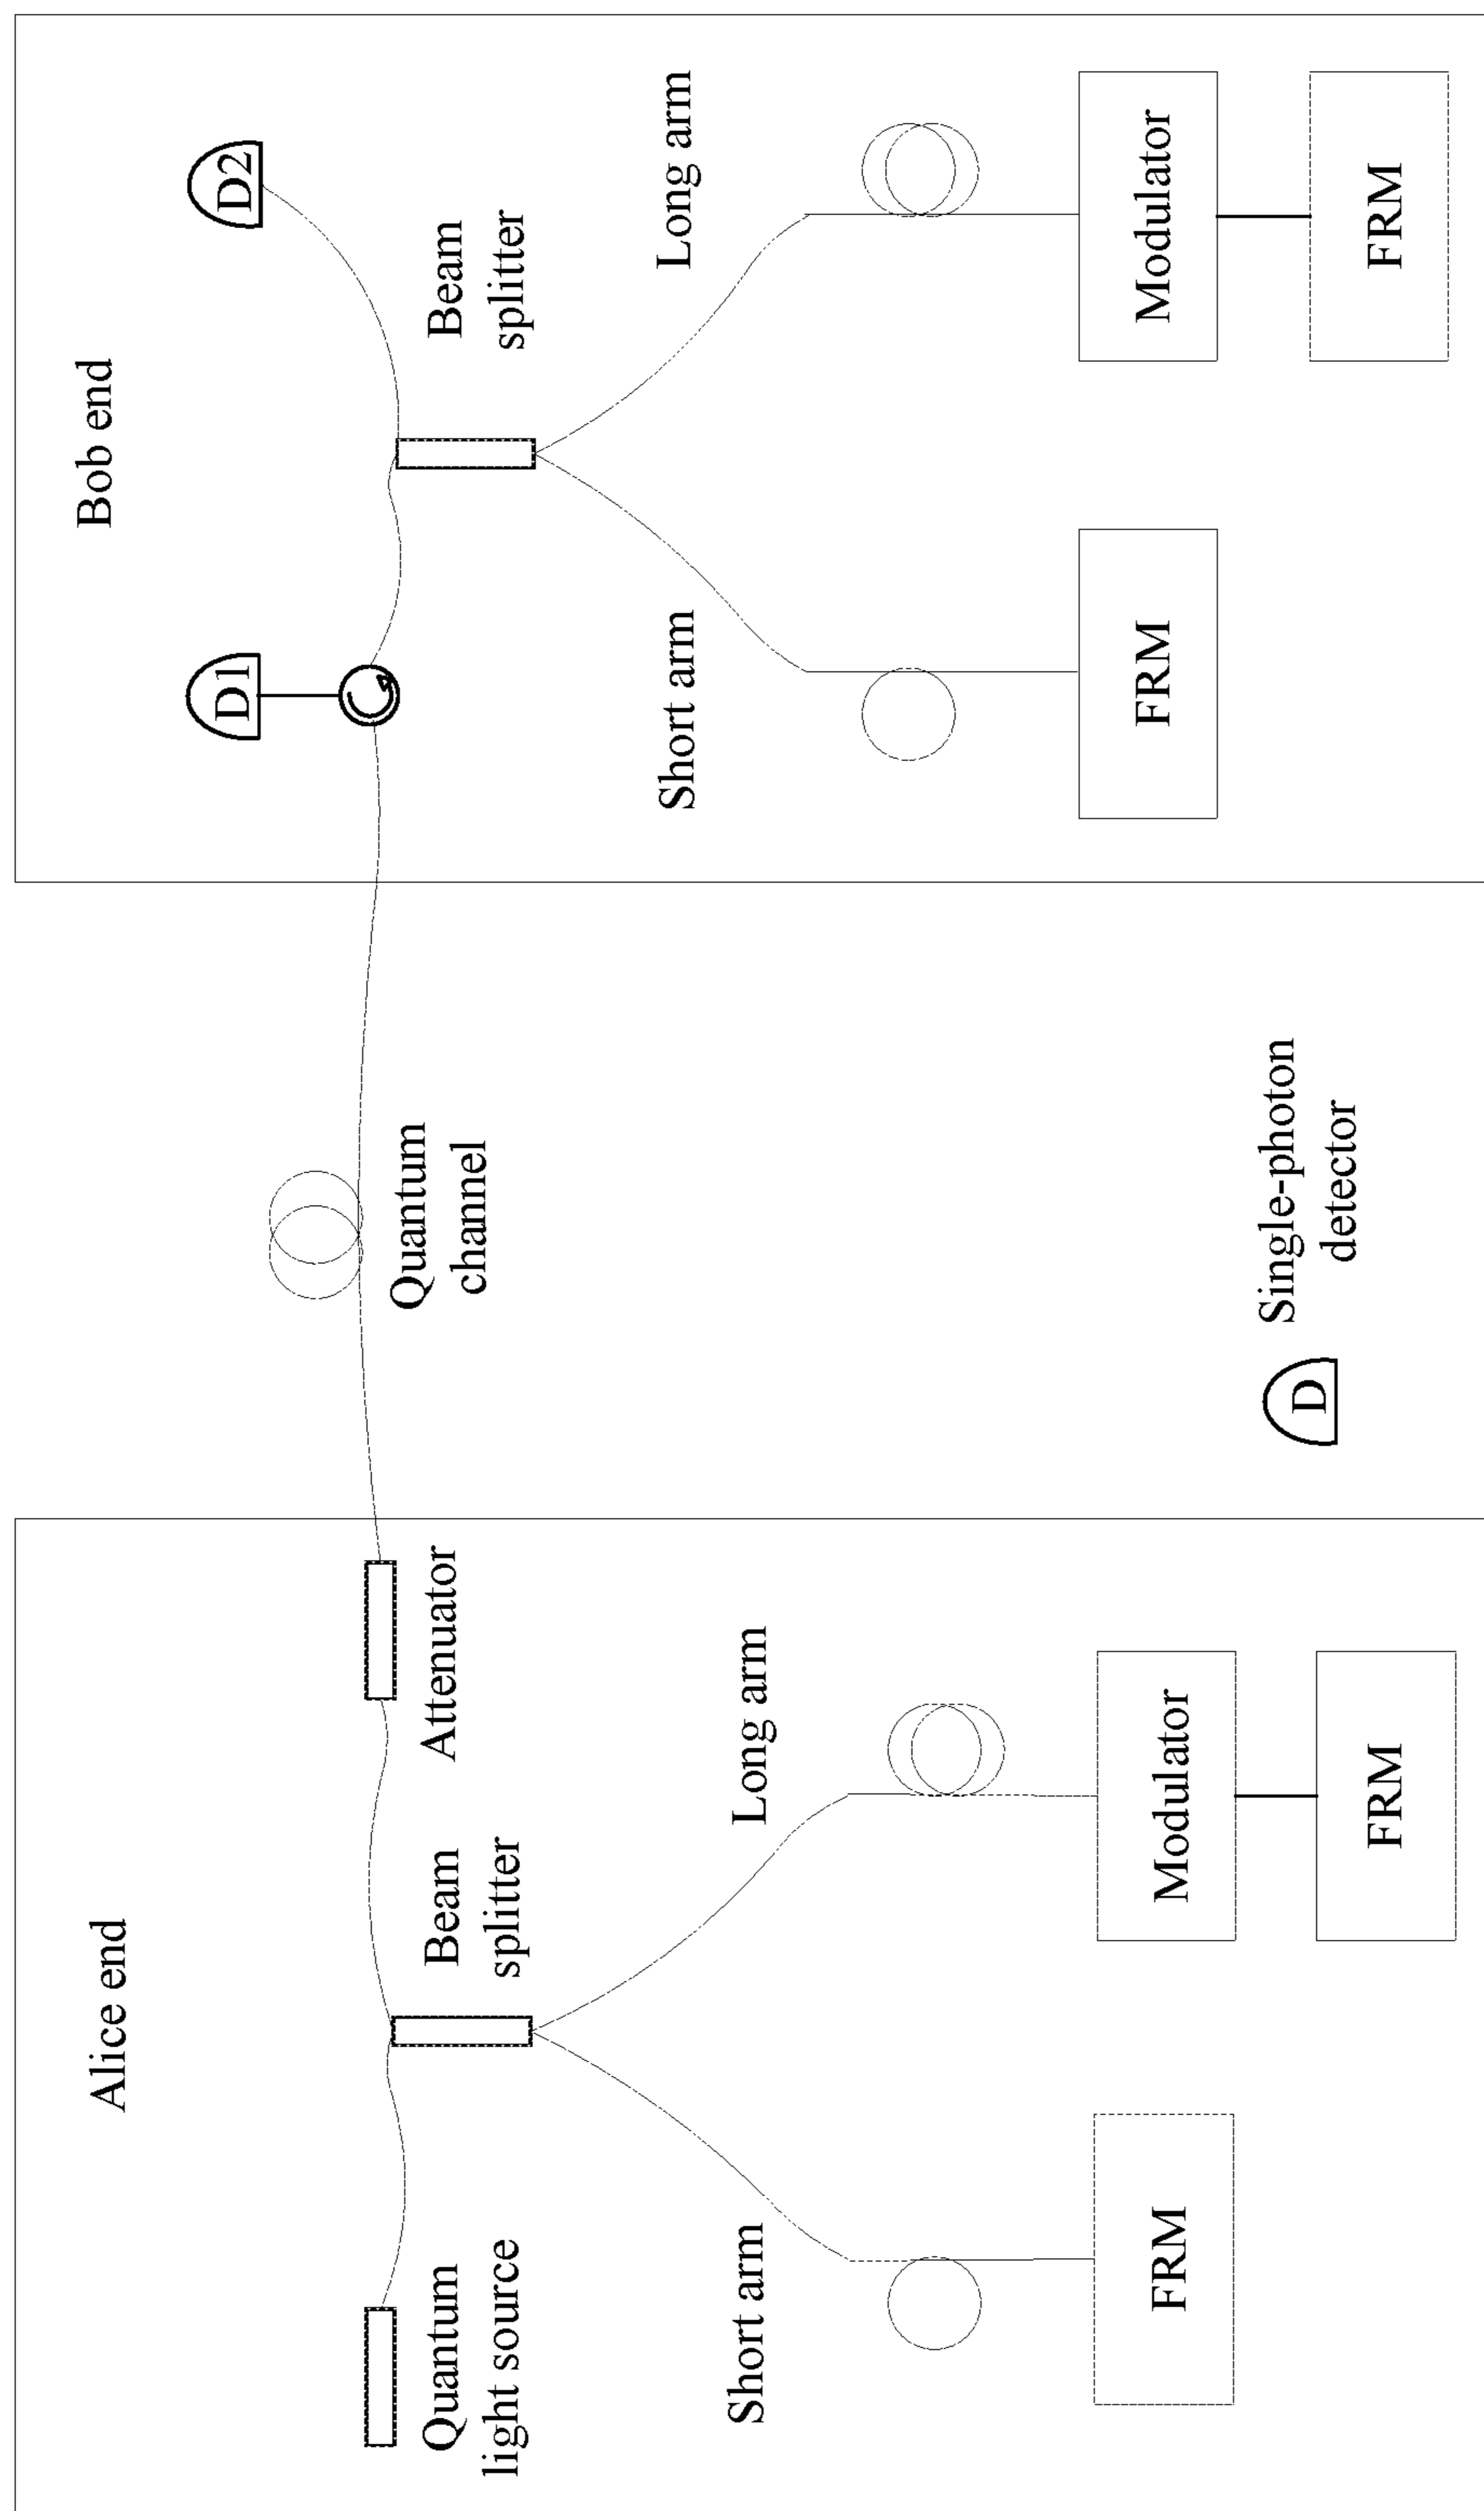 Alice end
Quantum
light source
Beam
splitter
Attenuator
Short arm
Long arm
FRM
Modulator
FRM
Quantum
channel
D
Single-photon
detector
Bob end
D1
D2
Beam
splitter
Short arm
Long arm
FRM
Modulator
FRM